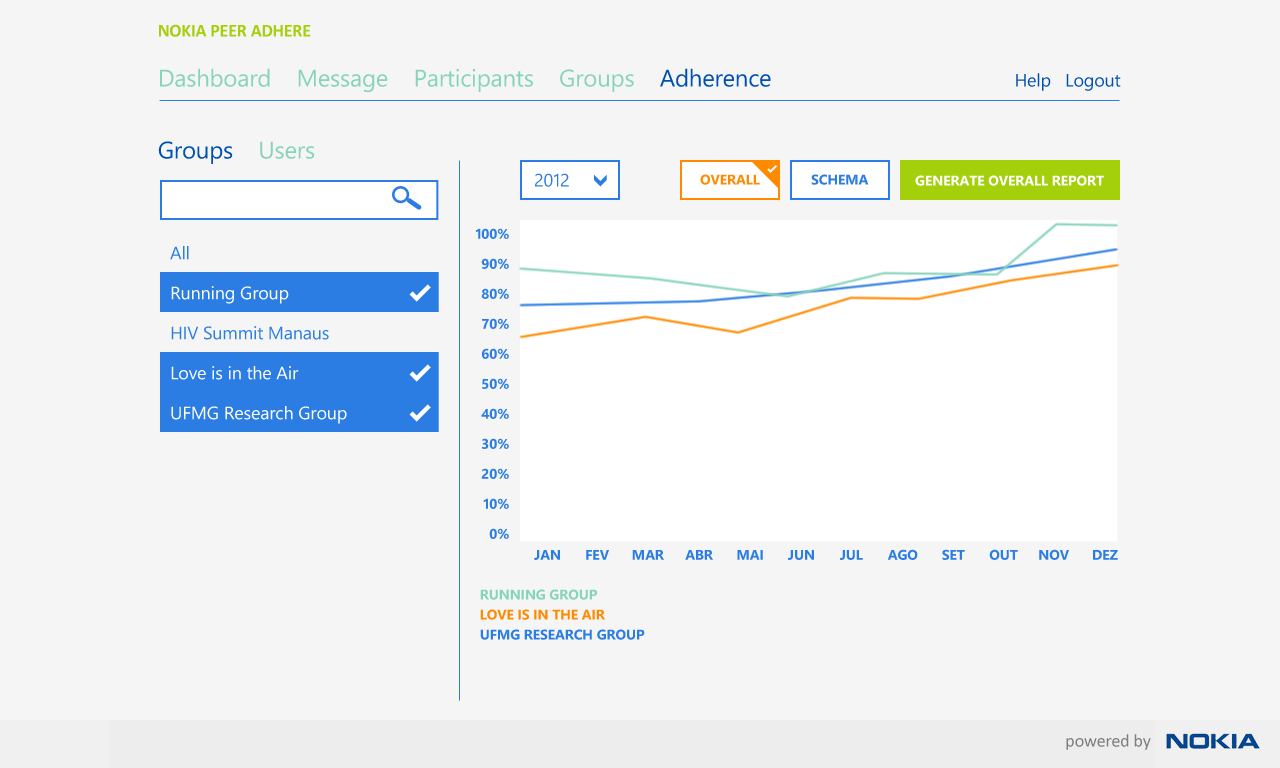 NOKIA PEER ADHERE
Dashboard Message Participants Groups Adherence Help Logout
Groups Users
All
Running Group
HIV Summit Manaus
Love is in the Air
UFMG Research Group
2012 OVERALL SCHEMA GENERATE OVERALL REPORT
100%
90%
80%
70%
60%
50%
40%
30%
20%
10%
0%
JAN FEV MAR ABR MAI JUN JUL AGO SET OUT NOV DEZ
RUNNING GROUP
LOVE IS IN THE AIR
UFMG RESEARCH GROUP
powered by NOKIA